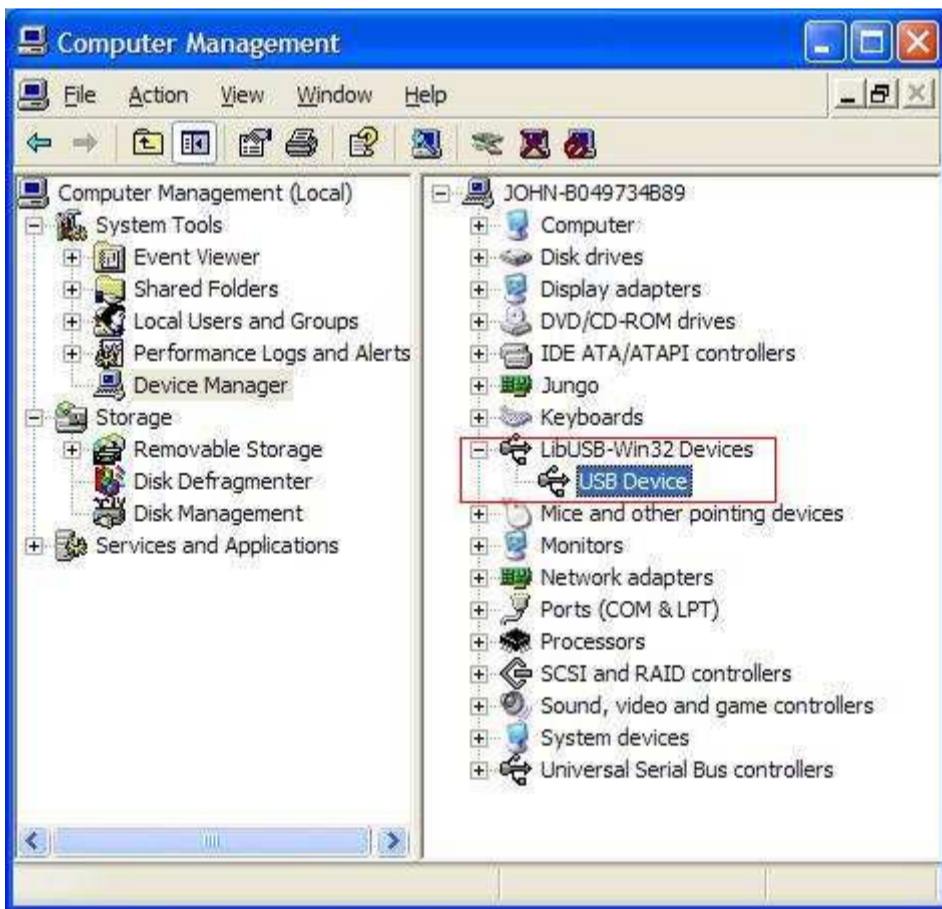 Computer Management
File Action View Window Help
Computer Management (Local)
System Tools
Event Viewer
Shared Folders
Local Users and Groups
Performance Logs and Alerts
Device Manager
Storage
Removable Storage
Disk Defragmenter
Disk Management
Services and Applications
JOHN-B049734B89
Computer
Disk drives
Display adapters
DVD/CD-ROM drives
IDE ATA/ATAPI controllers
Jungo
Keyboards
LibUSB-Win32 Devices
USB Device
Mice and other pointing devices
Monitors
Network adapters
Ports (COM & LPT)
Processors
SCSI and RAID controllers
Sound, video and game controllers
System devices
Universal Serial Bus controllers